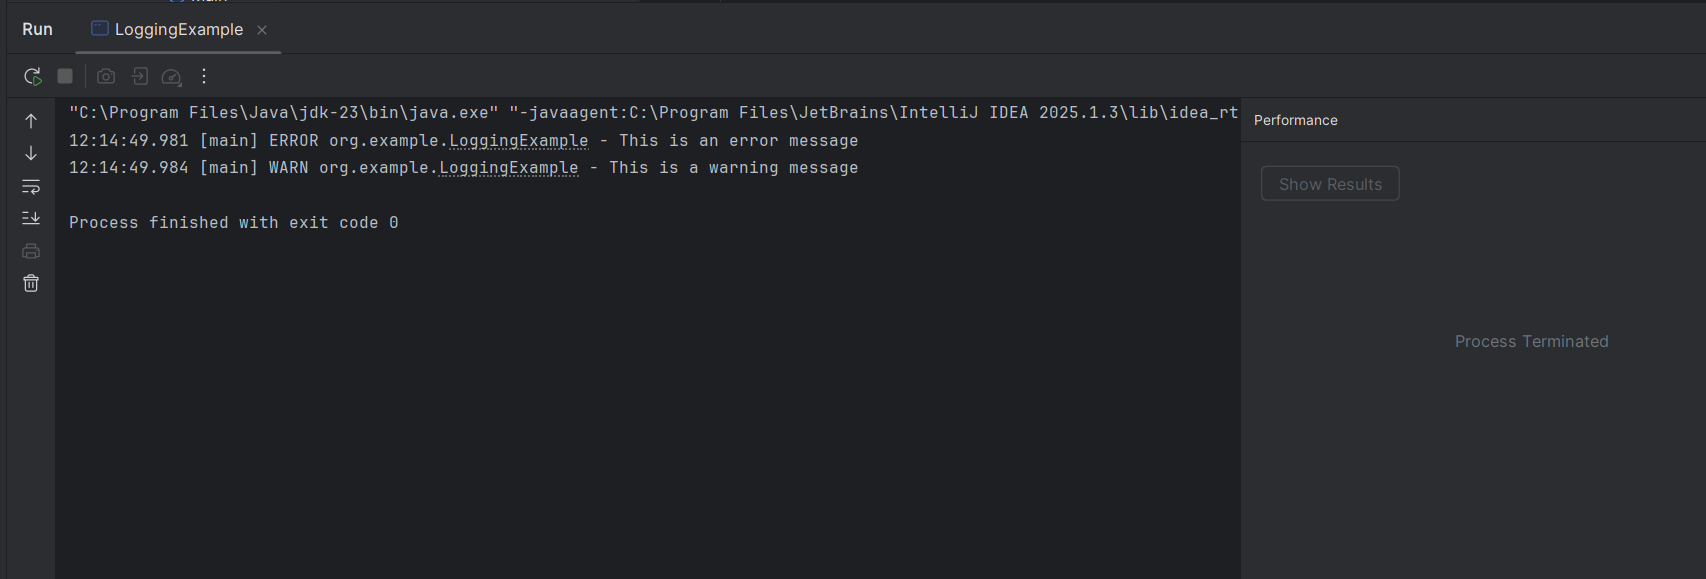 Run
LoggingExample
"C:\Program Files\Java\jdk-23\bin\java.exe" "-javaagent:C:\Program Files\JetBrains\IntelliJ IDEA 2025.1.3\lib\idea_rt
12:14:49.981 [main] ERROR org.example.LoggingExample - This is an error message
12:14:49.984 [main] WARN org.example.LoggingExample - This is a warning message
Process finished with exit code 0
Performance
Show Results
Process Terminated